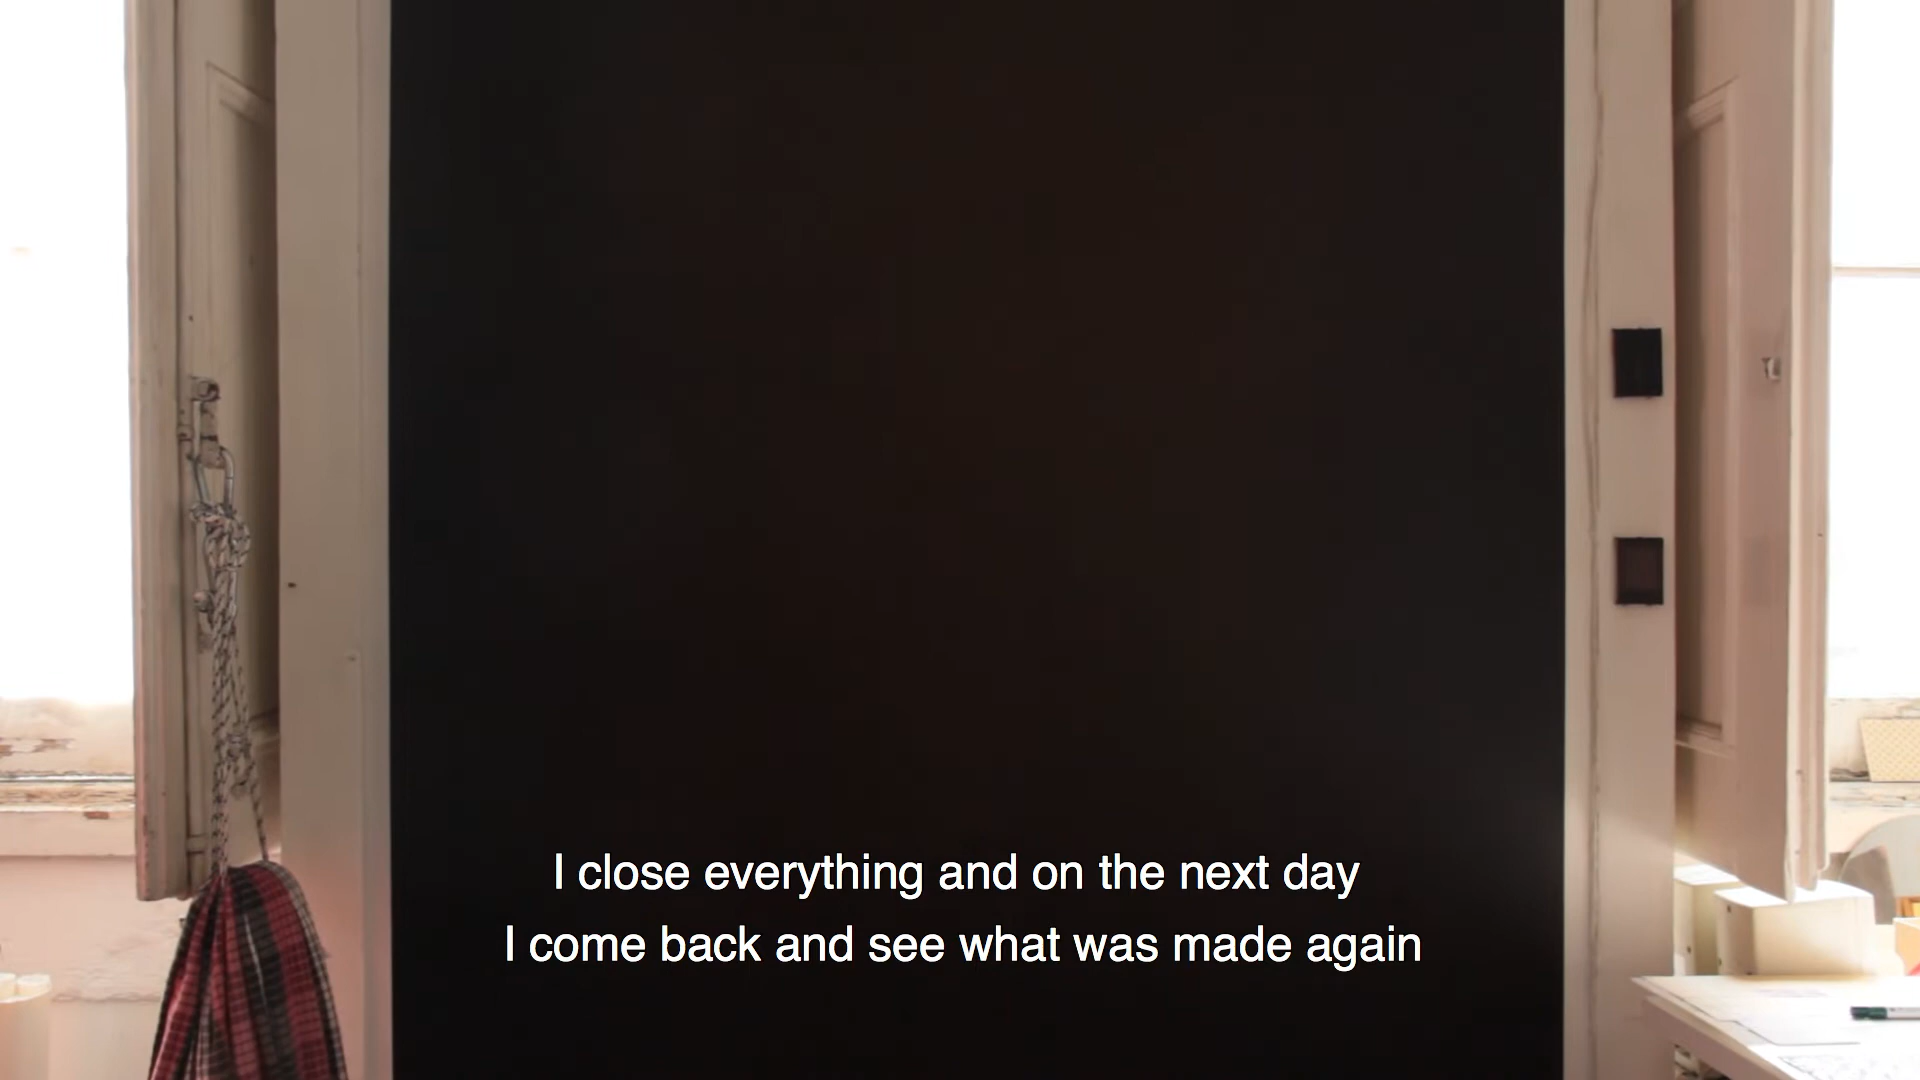 I close everything and on the next day
I come back and see what was made again